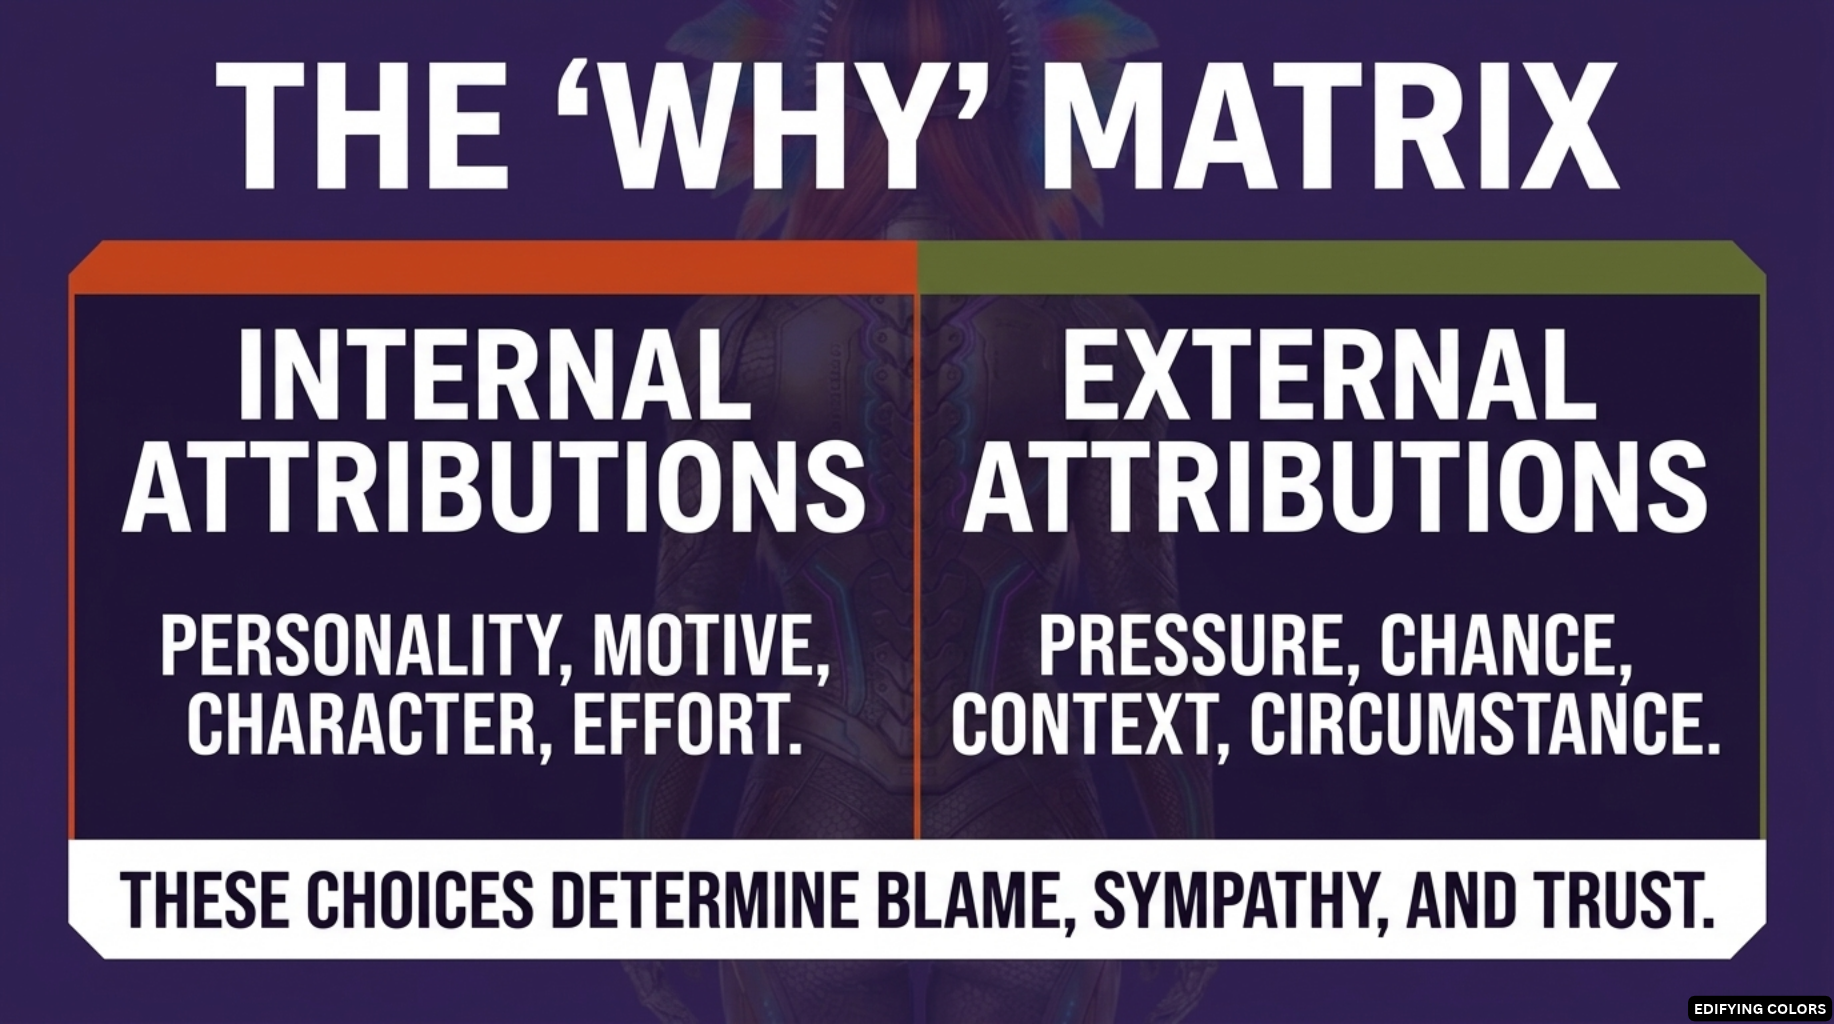 THE ‘WHY’ MATRIX
INTERNAL
ATTRIBUTIONS
PERSONALITY, MOTIVE,
CHARACTER, EFFORT.
EXTERNAL
ATTRIBUTIONS
PRESSURE, CHANCE,
CONTEXT, CIRCUMSTANCE.
THESE CHOICES DETERMINE BLAME, SYMPATHY, AND TRUST.
EDIFYING COLORS